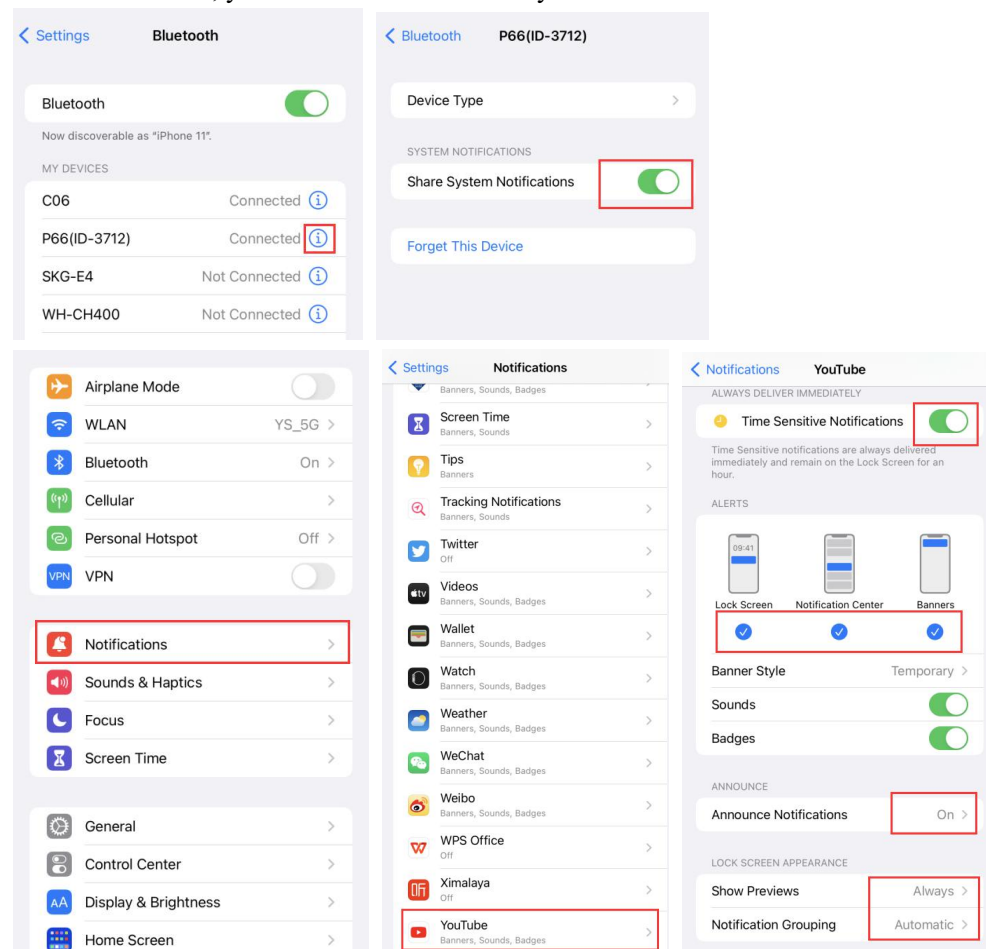 Settings
Bluetooth
Bluetooth
Now discoverable as "iPhone 11".
MY DEVICES
C06 Connected
P66(ID-3712) Connected
SKG-E4 Not Connected
WH-CH400 Not Connected
Bluetooth
P66(ID-3712)
Device Type
SYSTEM NOTIFICATIONS
Share System Notifications
Forget This Device
Airplane Mode
WLAN YS_5G
Bluetooth On
Cellular
Personal Hotspot Off
VPN VPN
Notifications
Sounds & Haptics
Focus
Screen Time
General
Control Center
AA Display & Brightness
Home Screen
Settings
Notifications
Banners, Sounds, Badges
Screen Time
Banners, Sounds
Tips
Banners
Tracking Notifications
Banners, Sounds
Twitter
Off
tv Videos
Banners, Sounds, Badges
Wallet
Banners, Sounds, Badges
Watch
Banners, Sounds, Badges
Weather
Banners, Sounds, Badges
WeChat
Banners, Sounds, Badges
Weibo
Banners, Sounds, Badges
WPS Office
Off
Ximalaya
Off
YouTube
Banners, Sounds, Badges
Notifications
YouTube
ALWAYS DELIVER IMMEDIATELY
Time Sensitive Notifications
Time Sensitive notifications are always delivered
immediately and remain on the Lock Screen for an
hour.
ALERTS
09:41
Lock Screen Notification Center Banners
Banner Style Temporary
Sounds
Badges
ANNOUNCE
Announce Notifications On
LOCK SCREEN APPEARANCE
Show Previews Always
Notification Grouping Automatic